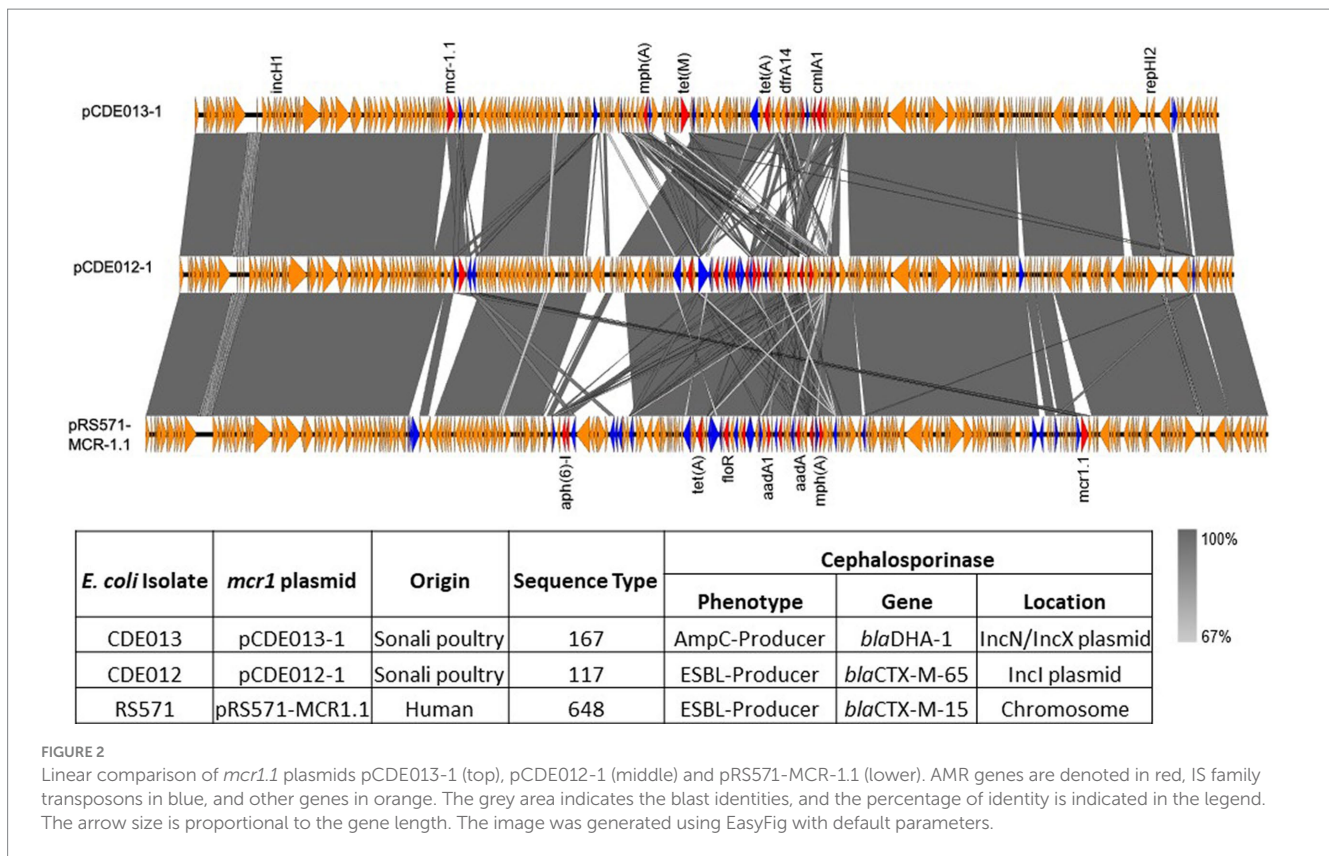 incH1
mcr-1.1
mph(A)
tet(M)
tet(A)
dfrA14
cmlA1
repHI2
pCDE013-1
pCDE012-1
pRS571-
MCR-1.1
aph(6)-I
tet(A)
floR
aadA1
aadA
mph(A)
mcr1.1
100%
67%
E. coli Isolate mcr1 plasmid Origin Sequence Type Cephalosporinase
Phenotype Gene Location
CDE013 pCDE013-1 Sonali poultry 167 AmpC-Producer blaDHA-1 IncN/IncX plasmid
CDE012 pCDE012-1 Sonali poultry 117 ESBL-Producer blaCTX-M-65 IncI plasmid
RS571 pRS571-MCR1.1 Human 648 ESBL-Producer blaCTX-M-15 Chromosome
FIGURE 2
Linear comparison of mcr1.1 plasmids pCDE013-1 (top), pCDE012-1 (middle) and pRS571-MCR-1.1 (lower). AMR genes are denoted in red, IS family
transposons in blue, and other genes in orange. The grey area indicates the blast identities, and the percentage of identity is indicated in the legend.
The arrow size is proportional to the gene length. The image was generated using EasyFig with default parameters.